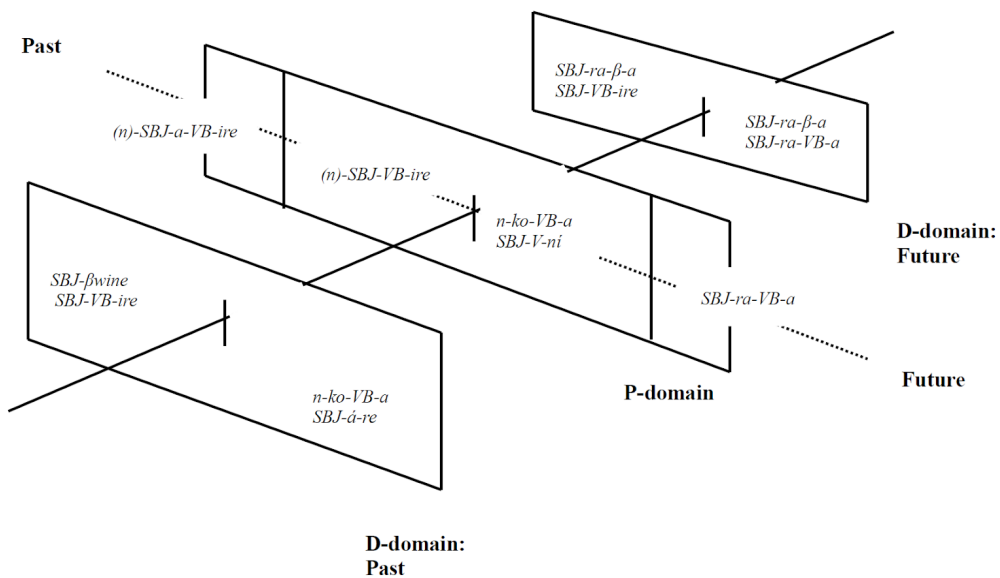 Past
SBJ-ra-β-a
SBJ-VB-ire
SBJ-ra-β-a
SBJ-ra-VB-a
(n)-SBJ-a-VB-ire
(n)-SBJ-VB-ire
n-ko-VB-a
SBJ-V-ní
D-domain:
Future
SBJ-βwine
SBJ-VB-ire
SBJ-ra-VB-a
n-ko-VB-a
SBJ-á-re
P-domain
Future
D-domain:
Past